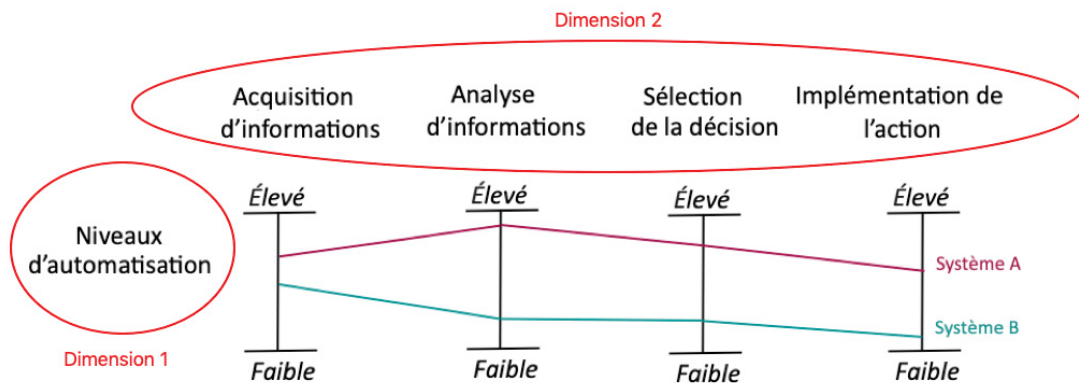 Dimension 2
Acquisition
d'informations
Analyse
d'informations
Sélection
de la décision
Implémentation de
l'action
Niveaux
d'automatisation
Dimension 1
Élevé
Élevé
Élevé
Élevé
Système A
Système B
Faible
Faible
Faible
Faible